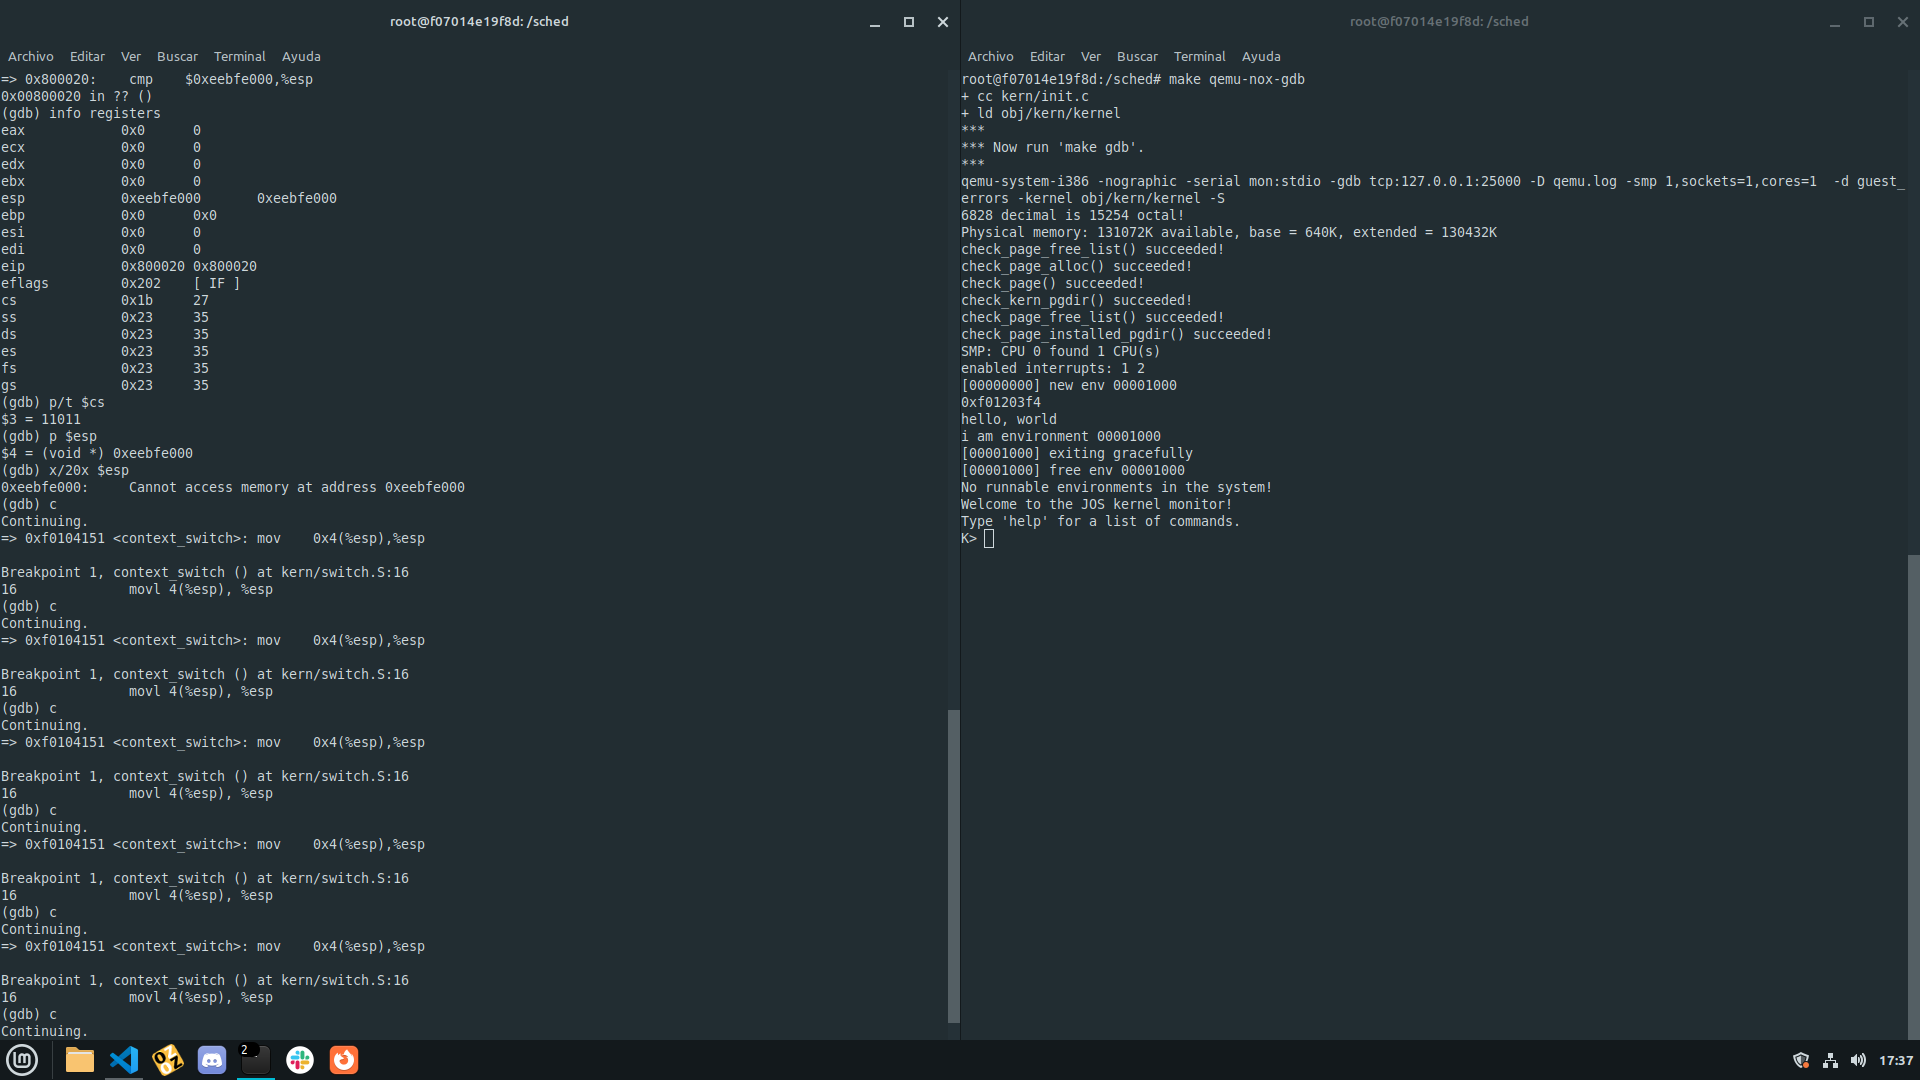 root@f07014e19f8d: /sched
Archivo Editar Ver Buscar Terminal Ayuda
=> 0x800020:    cmp    $0xeebfe000,%esp
0x00800020 in ?? ()
(gdb) info registers
eax            0x0      0
ecx            0x0      0
edx            0x0      0
ebx            0x0      0
esp            0xeebfe000       0xeebfe000
ebp            0x0      0x0
esi            0x0      0
edi            0x0      0
eip            0x800020 0x800020
eflags         0x202    [ IF ]
cs             0x1b     27
ss             0x23     35
ds             0x23     35
es             0x23     35
fs             0x23     35
gs             0x23     35
(gdb) p/t $cs
$3 = 11011
(gdb) p $esp
$4 = (void *) 0xeebfe000
(gdb) x/20x $esp
0xeebfe000:     Cannot access memory at address 0xeebfe000
(gdb) c
Continuing.
=> 0xf0104151 <context_switch>: mov    0x4(%esp),%esp
Breakpoint 1, context_switch () at kern/switch.S:16
16              movl 4(%esp), %esp
(gdb) c
Continuing.
=> 0xf0104151 <context_switch>: mov    0x4(%esp),%esp
Breakpoint 1, context_switch () at kern/switch.S:16
16              movl 4(%esp), %esp
(gdb) c
Continuing.
=> 0xf0104151 <context_switch>: mov    0x4(%esp),%esp
Breakpoint 1, context_switch () at kern/switch.S:16
16              movl 4(%esp), %esp
(gdb) c
Continuing.
=> 0xf0104151 <context_switch>: mov    0x4(%esp),%esp
Breakpoint 1, context_switch () at kern/switch.S:16
16              movl 4(%esp), %esp
(gdb) c
Continuing.
=> 0xf0104151 <context_switch>: mov    0x4(%esp),%esp
Breakpoint 1, context_switch () at kern/switch.S:16
16              movl 4(%esp), %esp
(gdb) c
Continuing.
root@f07014e19f8d: /sched
Archivo Editar Ver Buscar Terminal Ayuda
root@f07014e19f8d:/sched# make qemu-nox-gdb
+ cc kern/init.c
+ ld obj/kern/kernel
***
*** Now run 'make gdb'.
***
qemu-system-i386 -nographic -serial mon:stdio -gdb tcp:127.0.0.1:25000 -D qemu.log -smp 1,sockets=1,cores=1  -d guest_
errors -kernel obj/kern/kernel -S
6828 decimal is 15254 octal!
Physical memory: 131072K available, base = 640K, extended = 130432K
check_page_free_list() succeeded!
check_page_alloc() succeeded!
check_page() succeeded!
check_kern_pgdir() succeeded!
check_page_free_list() succeeded!
check_page_installed_pgdir() succeeded!
SMP: CPU 0 found 1 CPU(s)
enabled interrupts: 1 2
[00000000] new env 00001000
0xf01203f4
hello, world
i am environment 00001000
[00001000] exiting gracefully
[00001000] free env 00001000
No runnable environments in the system!
Welcome to the JOS kernel monitor!
Type 'help' for a list of commands.
K>
2
17:37